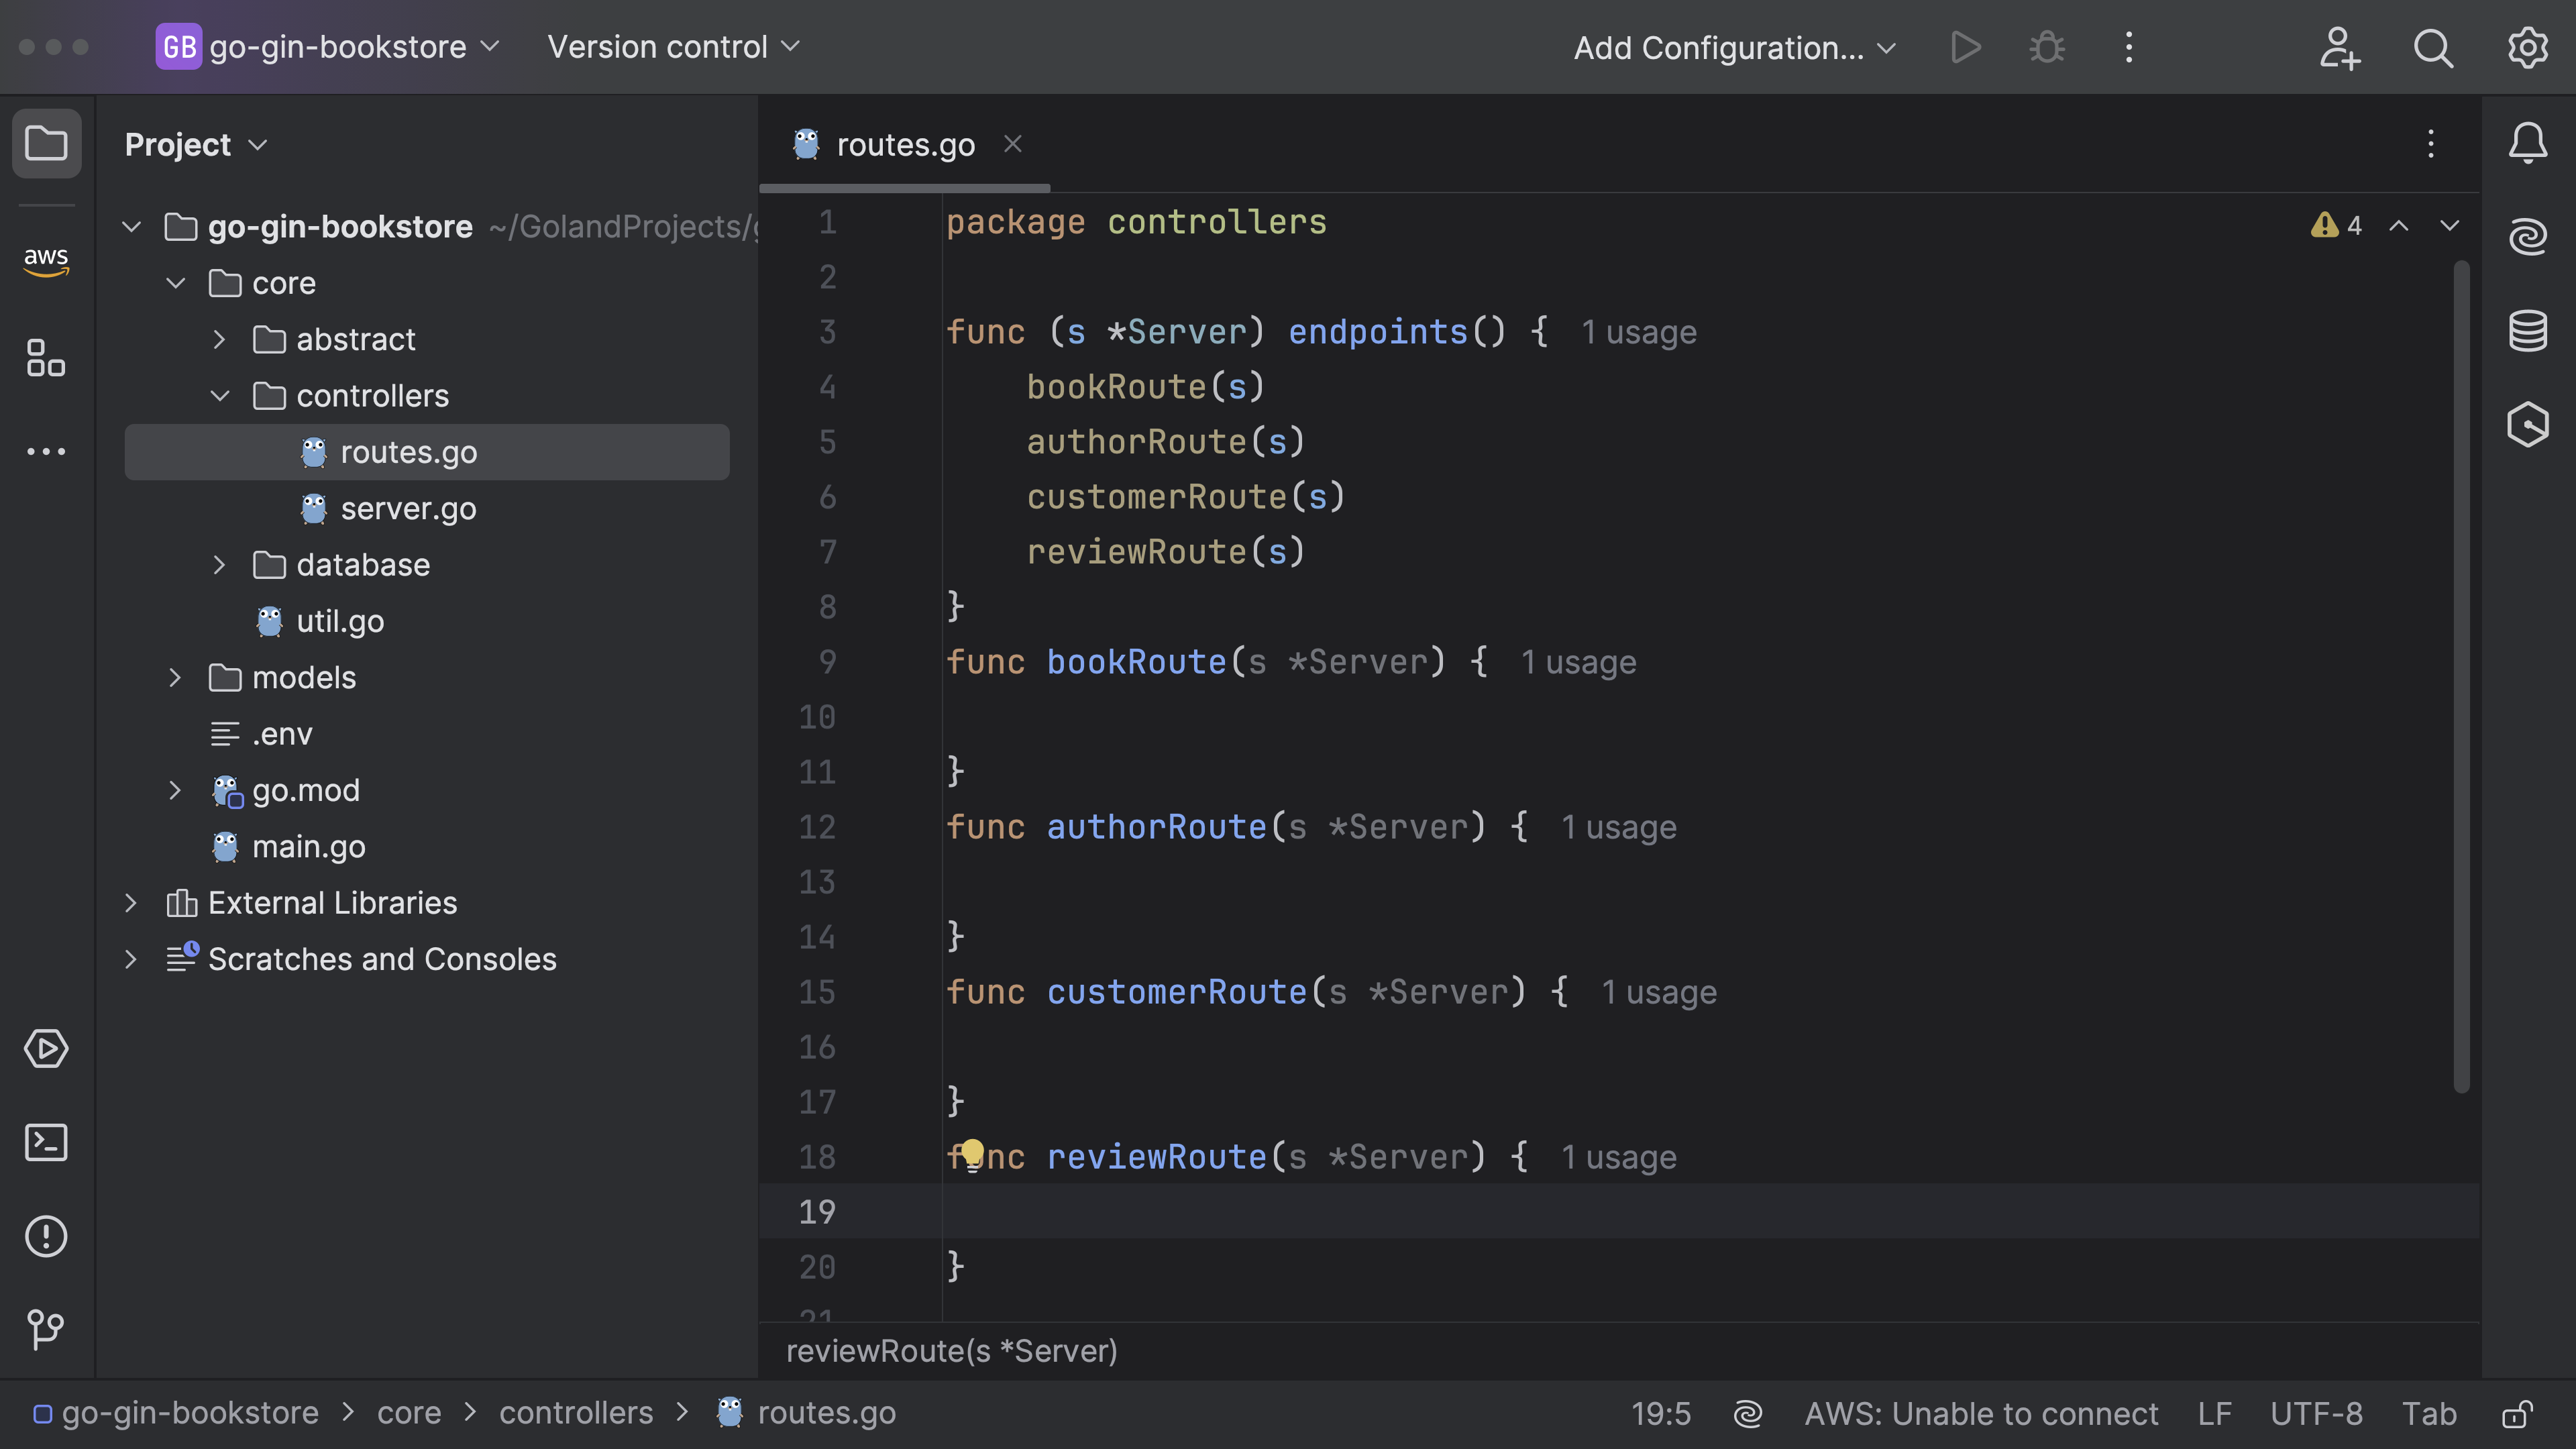 GB go-gin-bookstore Version control Add Configuration...
Project
go-gin-bookstore ~/GolandProjects/
aws
core
abstract
controllers
routes.go
server.go
database
util.go
models
.env
go.mod
main.go
External Libraries
Scratches and Consoles
routes.go
4
1 package controllers
2
3 func (s *Server) endpoints() { 1 usage
4 bookRoute(s)
5 authorRoute(s)
6 customerRoute(s)
7 reviewRoute(s)
8 }
9 func bookRoute(s *Server) { 1 usage
10
11 }
12 func authorRoute(s *Server) { 1 usage
13
14 }
15 func customerRoute(s *Server) { 1 usage
16
17 }
18 func reviewRoute(s *Server) { 1 usage
19
20 }
21
reviewRoute(s *Server)
go-gin-bookstore > core > controllers > routes.go 19:5 AWS: Unable to connect LF UTF-8 Tab